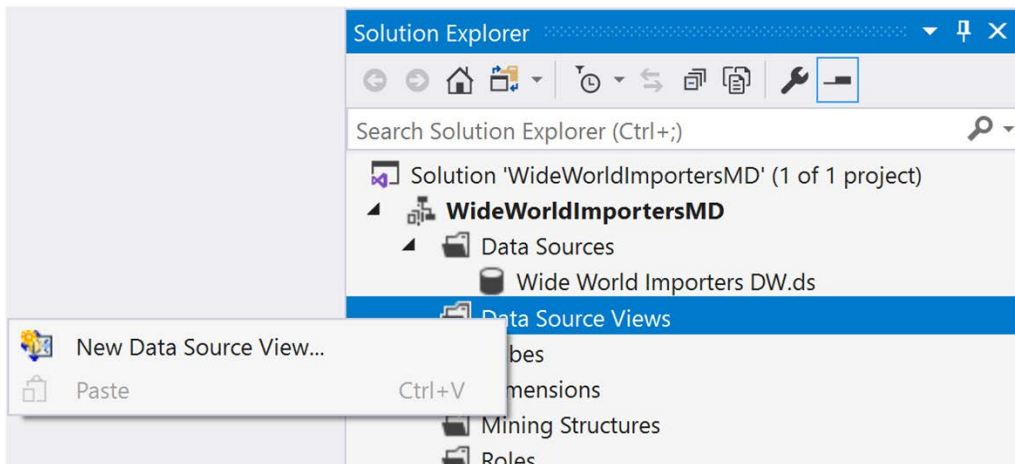 Solution Explorer
Search Solution Explorer (Ctrl+;)
Solution 'WideWorldImportersMD' (1 of 1 project)
WideWorldImportersMD
Data Sources
Wide World Importers DW.ds
Data Source Views
New Data Source View...
bes
Paste Ctrl+V
mensions
Mining Structures
Roles